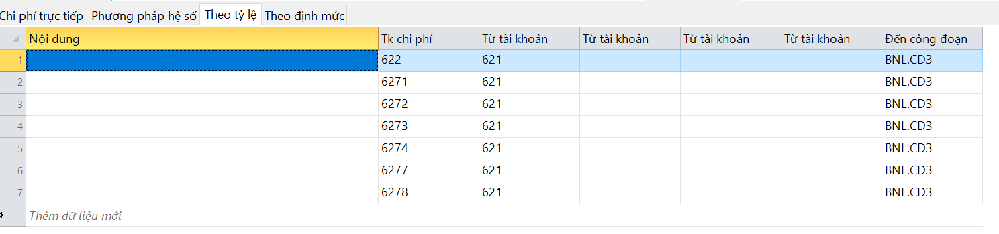 Chi phí trực tiếp Phương pháp hệ số Theo tỷ lệ Theo định mức
Nội dung Tk chi phí Từ tài khoản Từ tài khoản Từ tài khoản Từ tài khoản Đến công đoạn
1 622 621 BNL.CD3
2 6271 621 BNL.CD3
3 6272 621 BNL.CD3
4 6273 621 BNL.CD3
5 6274 621 BNL.CD3
6 6277 621 BNL.CD3
7 6278 621 BNL.CD3
* Thêm dữ liệu mới